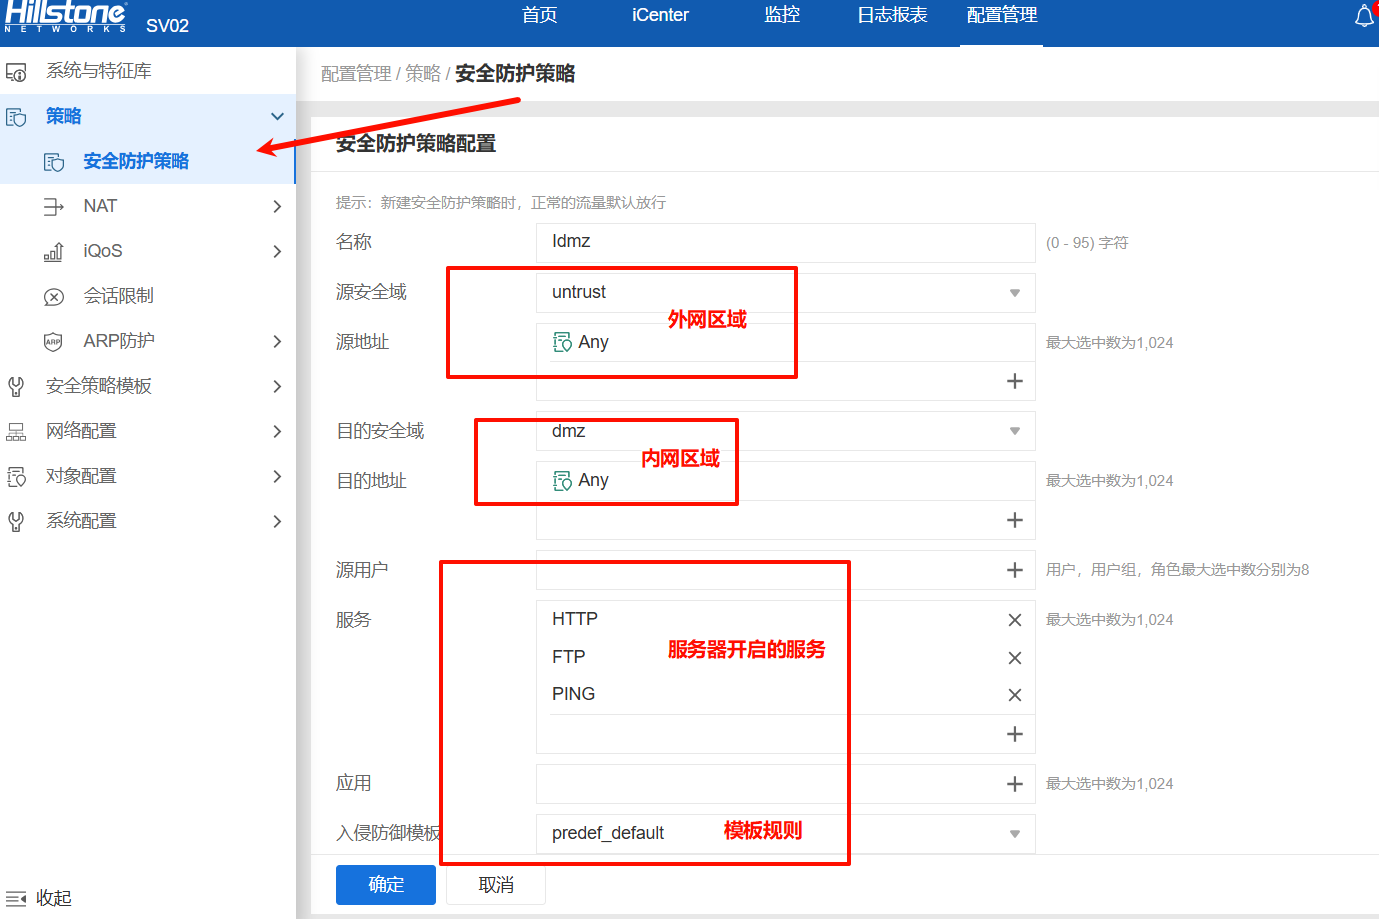 Hillstone
NETWORKS
SV02
首页
iCenter
监控
日志报表
配置管理
系统与特征库
策略
安全防护策略
NAT
iQoS
会话限制
ARP
ARP防护
安全策略模板
网络配置
对象配置
系统配置
收起
配置管理 / 策略 / 安全防护策略
安全防护策略配置
提示：新建安全防护策略时，正常的流量默认放行
名称
Idmz
(0 - 95) 字符
源安全域
untrust
外网区域
源地址
Any
最大选中数为1,024
目的安全域
dmz
内网区域
目的地址
Any
最大选中数为1,024
源用户
用户，用户组，角色最大选中数分别为8
服务
HTTP
最大选中数为1,024
服务器开启的服务
FTP
PING
应用
最大选中数为1,024
入侵防御模板
predef_default
模板规则
确定
取消